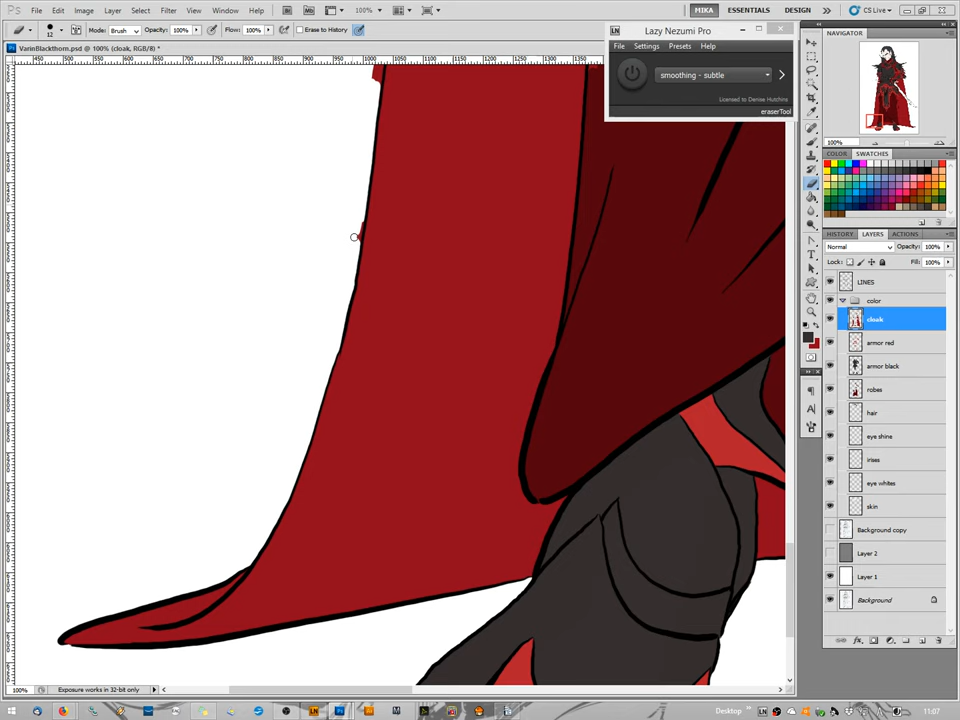 Ps File Edit Image Layer Select Filter View Window Help Br Mb 100% MIKA ESSENTIALS DESIGN CS Live
12 Mode: Brush Opacity: 100% Flow: 100% Erase to History
VarinBlackthorn.psd @ 100% (cloak, RGB/8) *
LN Lazy Nezumi Pro
File Settings Presets Help
smoothing - subtle
Licensed to Denise Hutchins
eraserTool
NAVIGATOR
100%
COLOR SWATCHES
HISTORY LAYERS ACTIONS
Normal Opacity: 100%
Lock: Fill: 100%
LINES
color
cloak
armor red
armor black
robes
hair
eye shine
irises
eye whites
skin
Background copy
Layer 2
Layer 1
Background
100% Exposure works in 32-bit only
Desktop 11:07